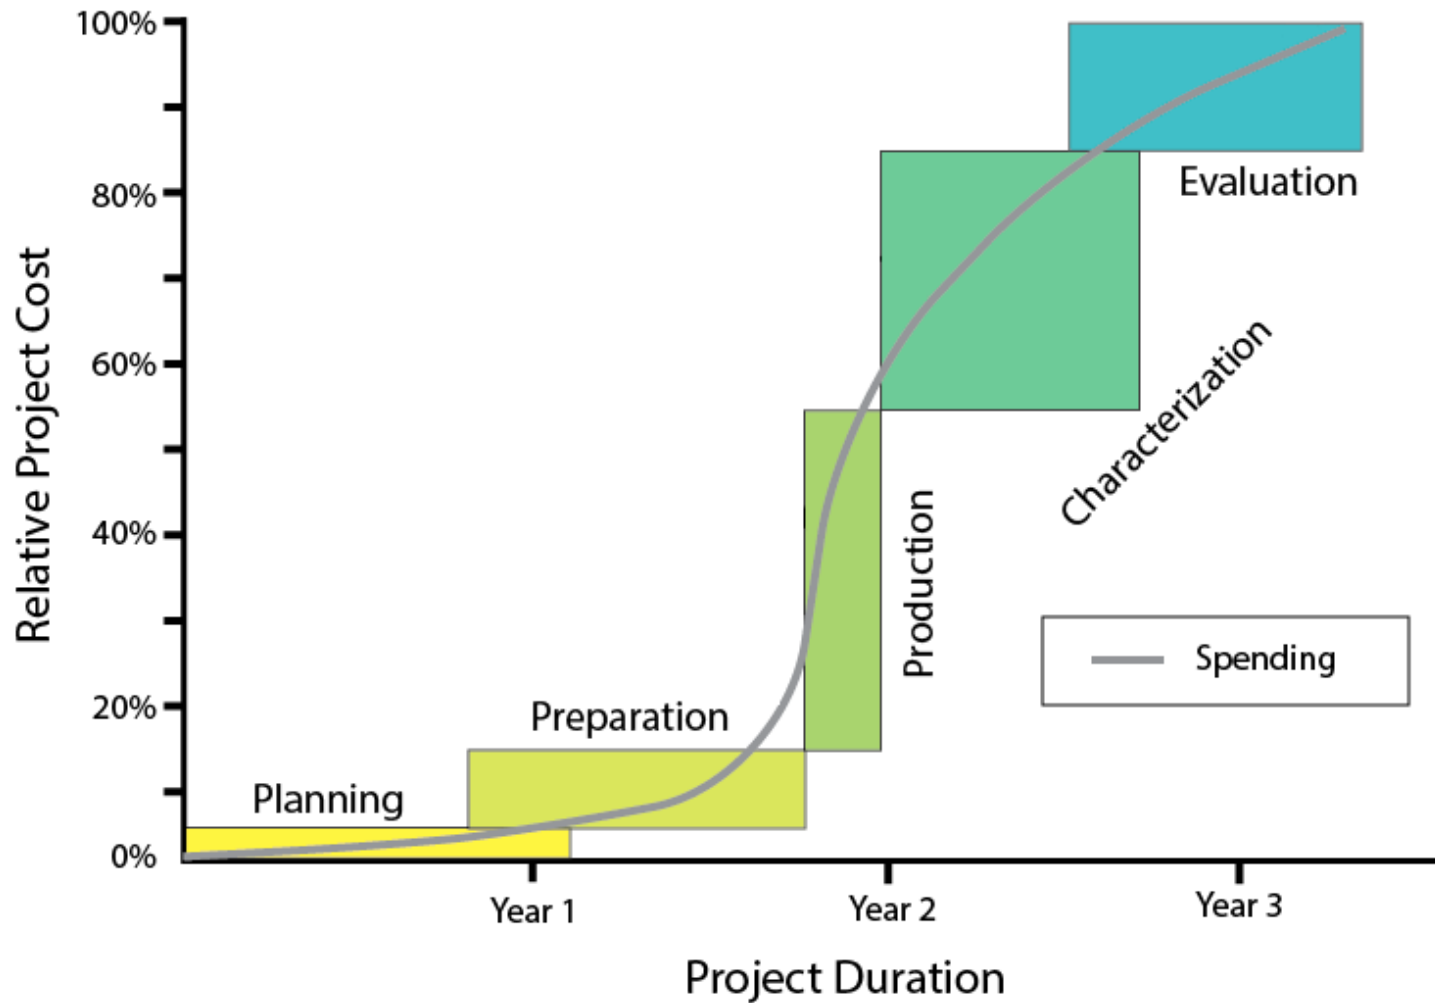 100%
80%
60%
40%
20%
0%
Relative Project Cost
Planning
Preparation
Production
Characterization
Evaluation
Spending
Year 1
Year 2
Year 3
Project Duration